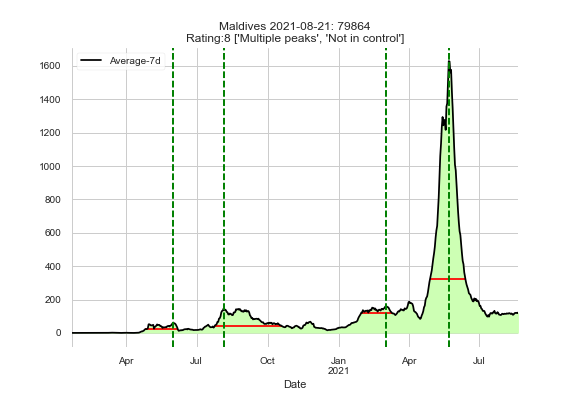 Maldives 2021-08-21: 79864
Rating:8 ['Multiple peaks', 'Not in control']
Average-7d
1600
1400
1200
1000
800
600
400
200
0
Apr Jul Oct Jan Apr Jul
2021
Date